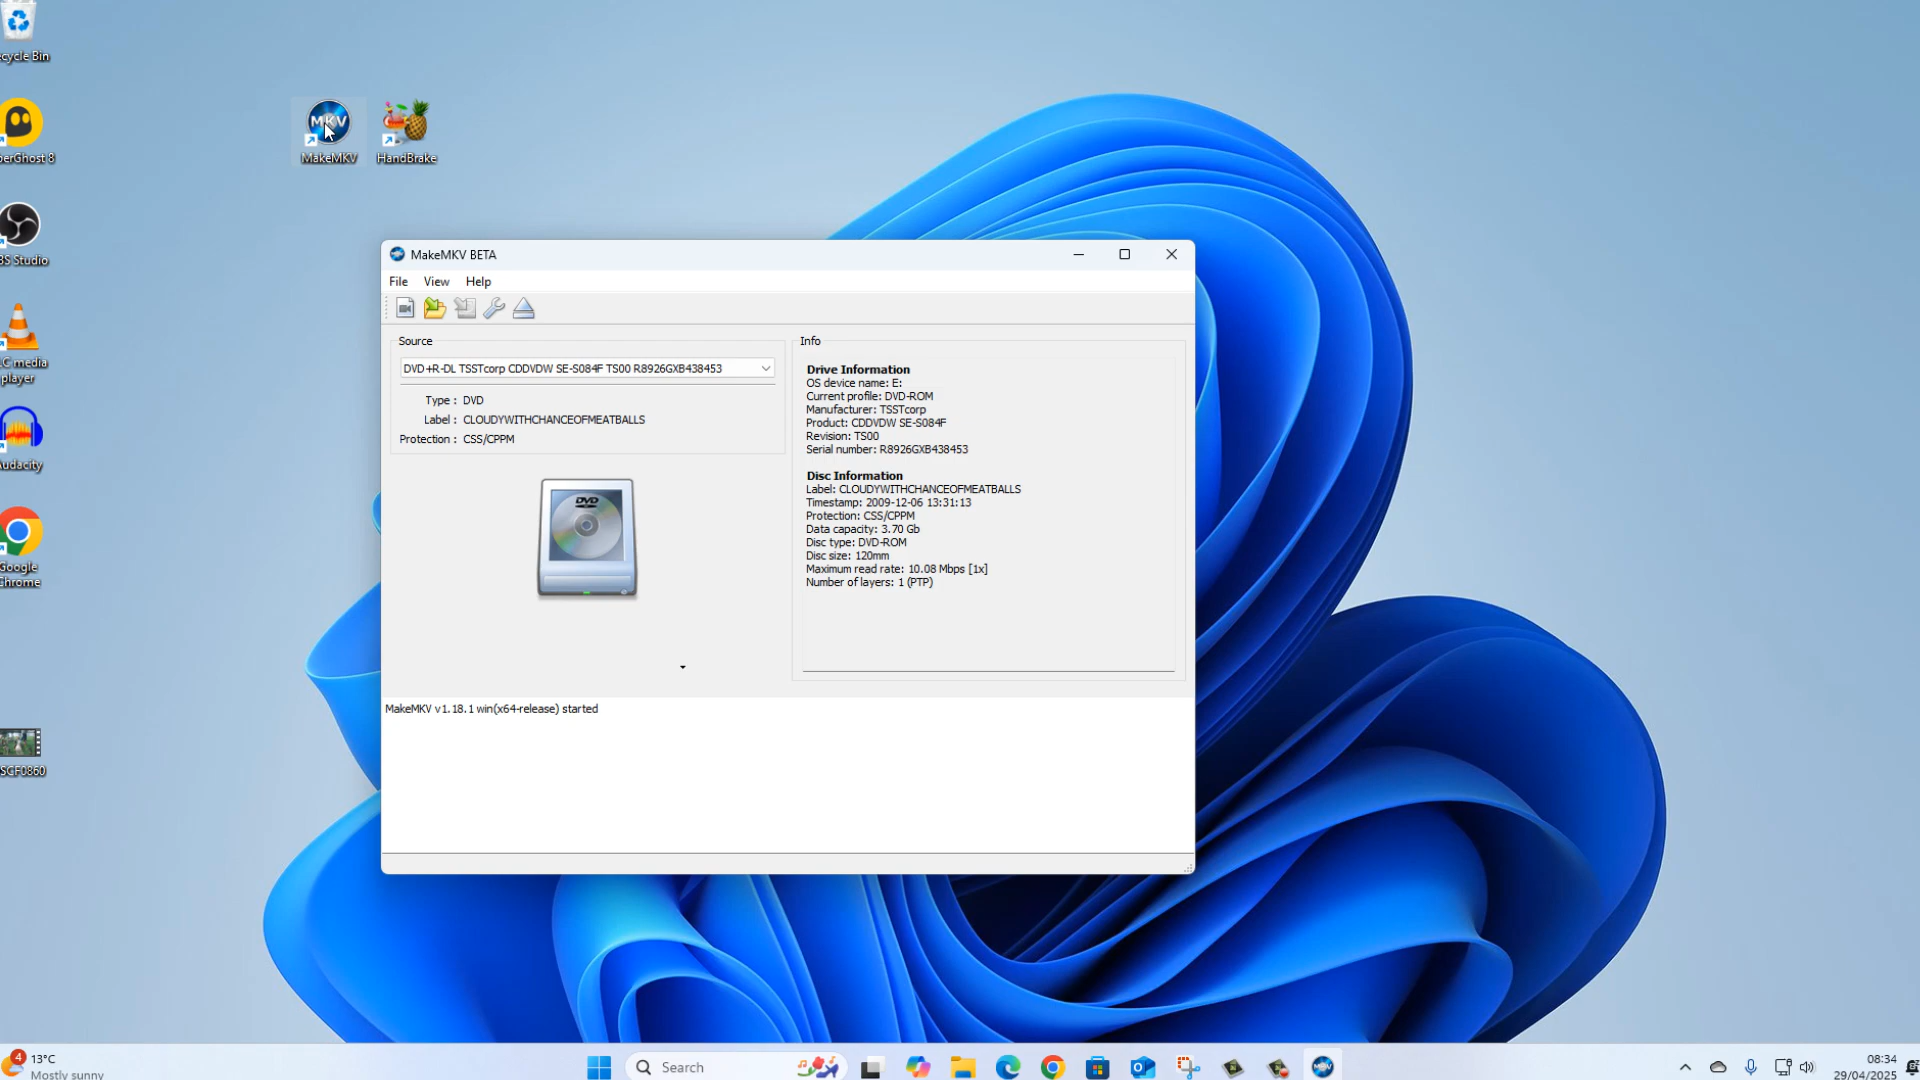 ecycle Bin
MKV
MakeMKV
HandBrake
berGhost 8
BS Studio
LC media
player
Audacity
Google
Chrome
SCF0860
MakeMKV BETA
File View Help
Source
DVD+R-DL TSSTcorp CDDVDW SE-S084F TS00 R8926GXB438453
Type : DVD
Label : CLOUDYWITHCHANCEOFMEATBALLS
Protection : CSS/CPPM
DVD
Info
Drive Information
OS device name: E:
Current profile: DVD-ROM
Manufacturer: TSSTcorp
Product: CDDVDW SE-S084F
Revision: TS00
Serial number: R8926GXB438453
Disc Information
Label: CLOUDYWITHCHANCEOFMEATBALLS
Timestamp: 2009-12-06 13:31:13
Protection: CSS/CPPM
Data capacity: 3.70 Gb
Disc type: DVD-ROM
Disc size: 120mm
Maximum read rate: 10.08 Mbps [1x]
Number of layers: 1 (PTP)
MakeMKV v1.18.1 win(x64-release) started
4
13°C
Mostly sunny
Search
08:34
29/04/2025